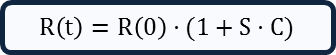 R(t) = R(0) · (1 + S · C)